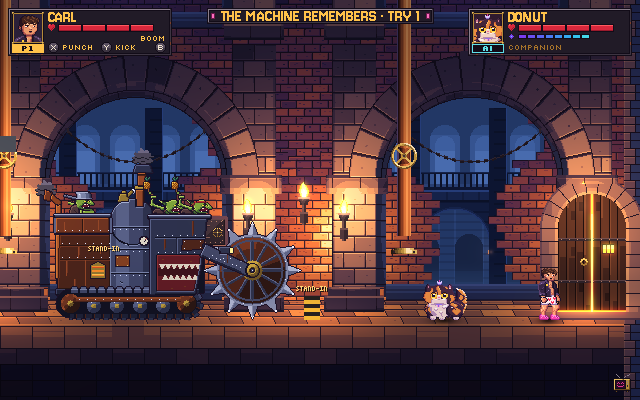 CARL
P1
BOOM
X PUNCH Y KICK B
THE MACHINE REMEMBERS · TRY 1
DONUT
AI
COMPANION
STAND-IN
STAND-IN